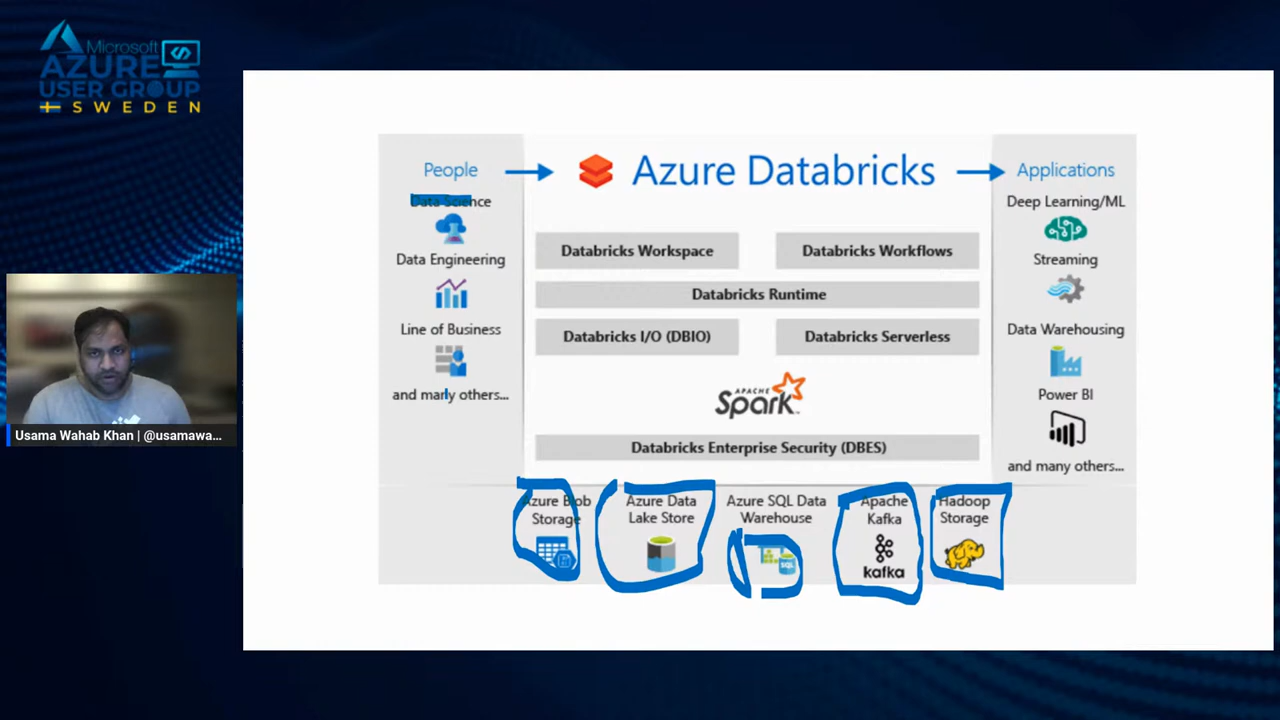 Microsoft
AZURE
USER GROUP
SWEDEN
People
Azure Databricks
Applications
Data Science
Data Engineering
Line of Business
and many others...
Databricks Workspace
Databricks Workflows
Databricks Runtime
Databricks I/O (DBIO)
Databricks Serverless
APACHE
Spark
Databricks Enterprise Security (DBES)
Deep Learning/ML
Streaming
Data Warehousing
Power BI
and many others...
Azure Blob
Storage
Azure Data
Lake Store
Azure SQL Data
Warehouse
SQL
Apache
Kafka
kafka
Hadoop
Storage
Usama Wahab Khan | @usamawa...